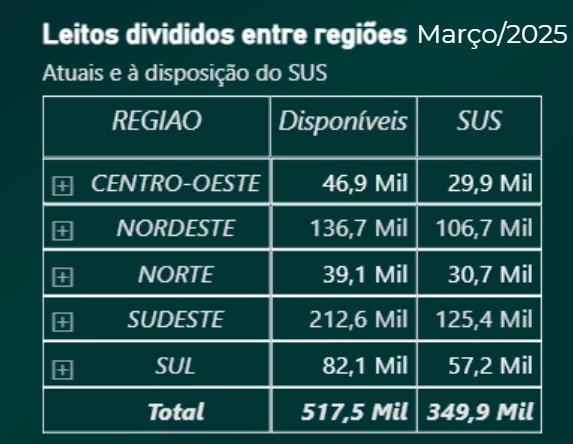 Leitos divididos entre regiões Março/2025
Atuais e à disposição do SUS
REGIAO Disponíveis SUS
CENTRO-OESTE 46,9 Mil 29,9 Mil
NORDESTE 136,7 Mil 106,7 Mil
NORTE 39,1 Mil 30,7 Mil
SUDESTE 212,6 Mil 125,4 Mil
SUL 82,1 Mil 57,2 Mil
Total 517,5 Mil 349,9 Mil